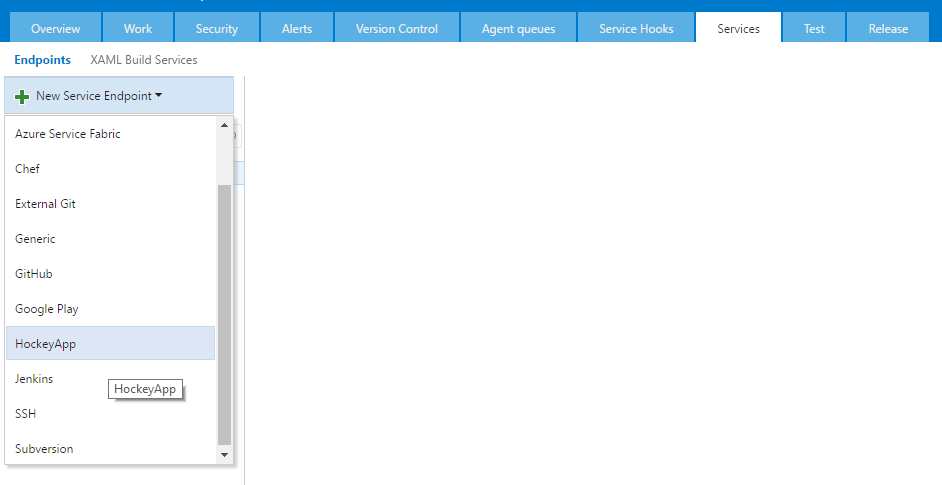 Overview Work Security Alerts Version Control Agent queues Service Hooks Services Test Release
Endpoints XAML Build Services
New Service Endpoint
Azure Service Fabric
Chef
External Git
Generic
GitHub
Google Play
HockeyApp
Jenkins
HockeyApp
SSH
Subversion